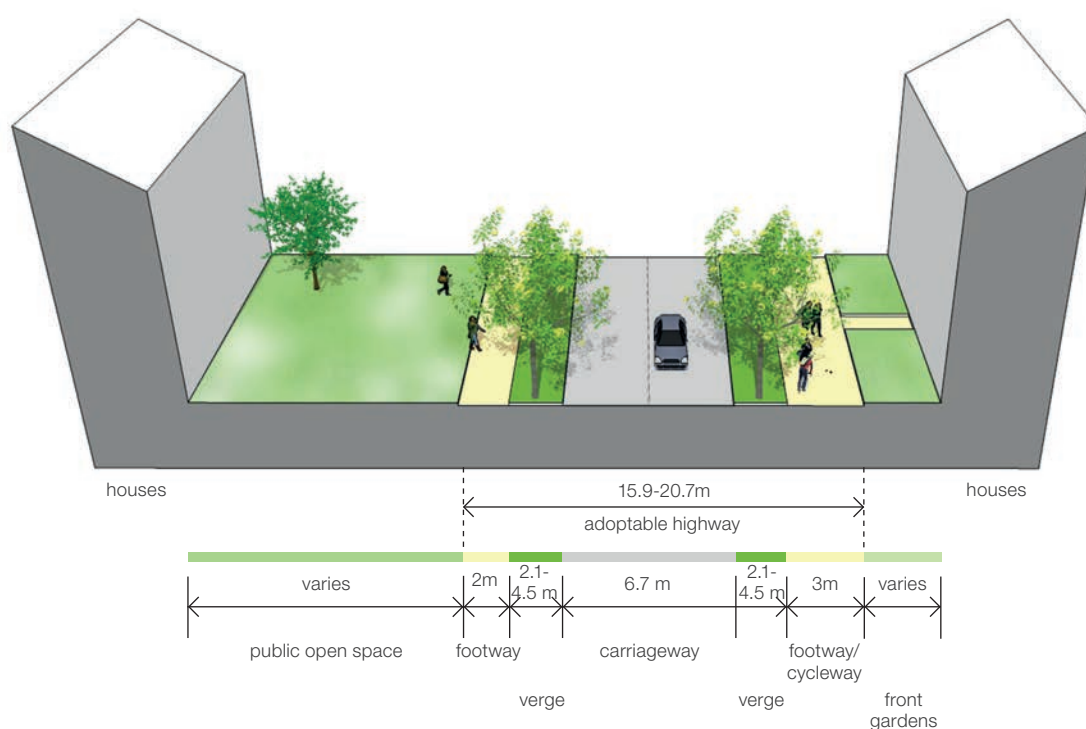 houses
15.9-20.7m
houses
adoptable highway
varies
2m
2.1-
4.5 m
6.7 m
2.1-
4.5 m
3m
varies
public open space
footway
carriageway
footway/
cycleway
verge
verge
front
gardens